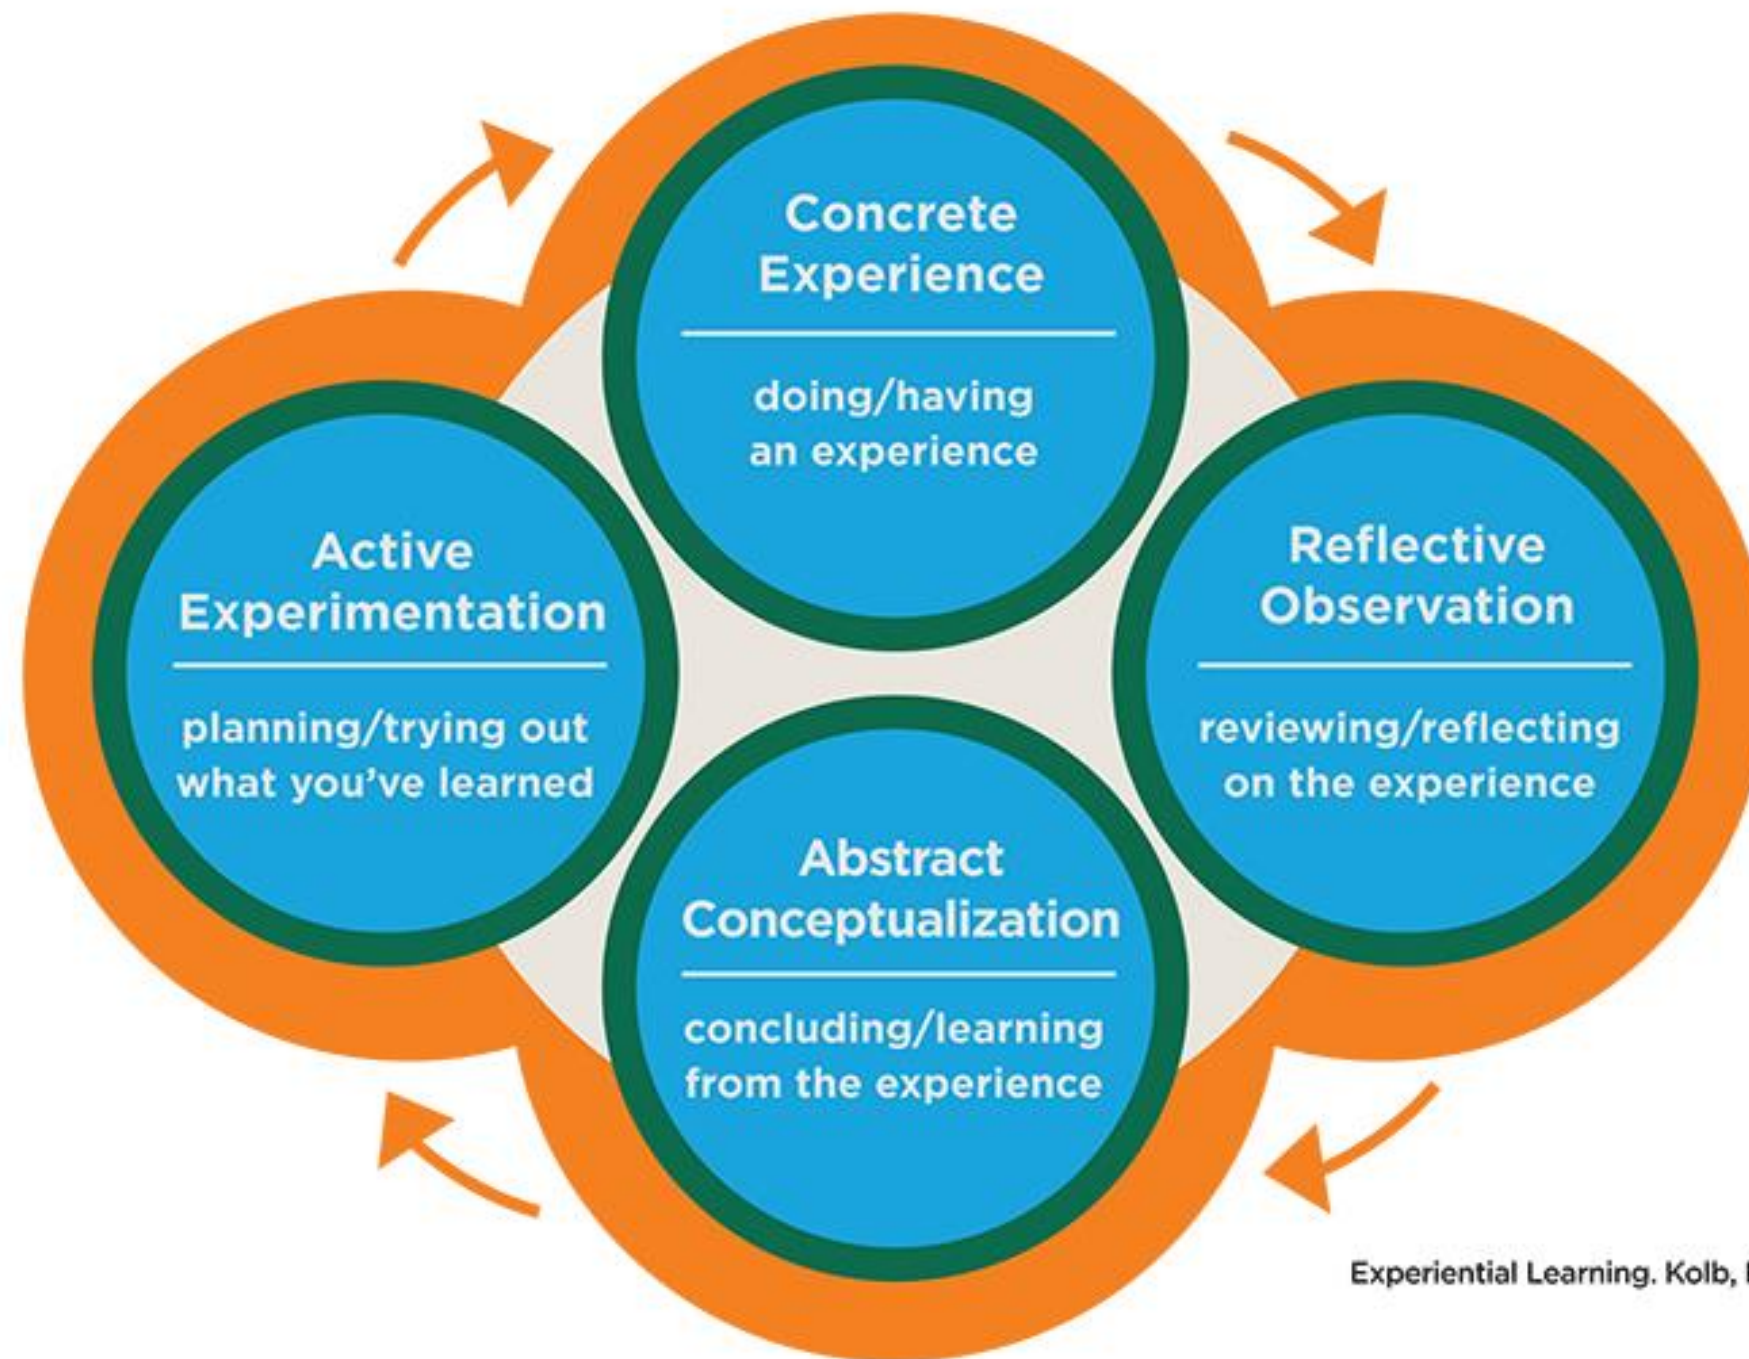 Concrete
Experience
doing/having
an experience
Reflective
Observation
reviewing/reflecting
on the experience
Abstract
Conceptualization
concluding/learning
from the experience
Active
Experimentation
planning/trying out
what you've learned
Experiential Learning. Kolb,